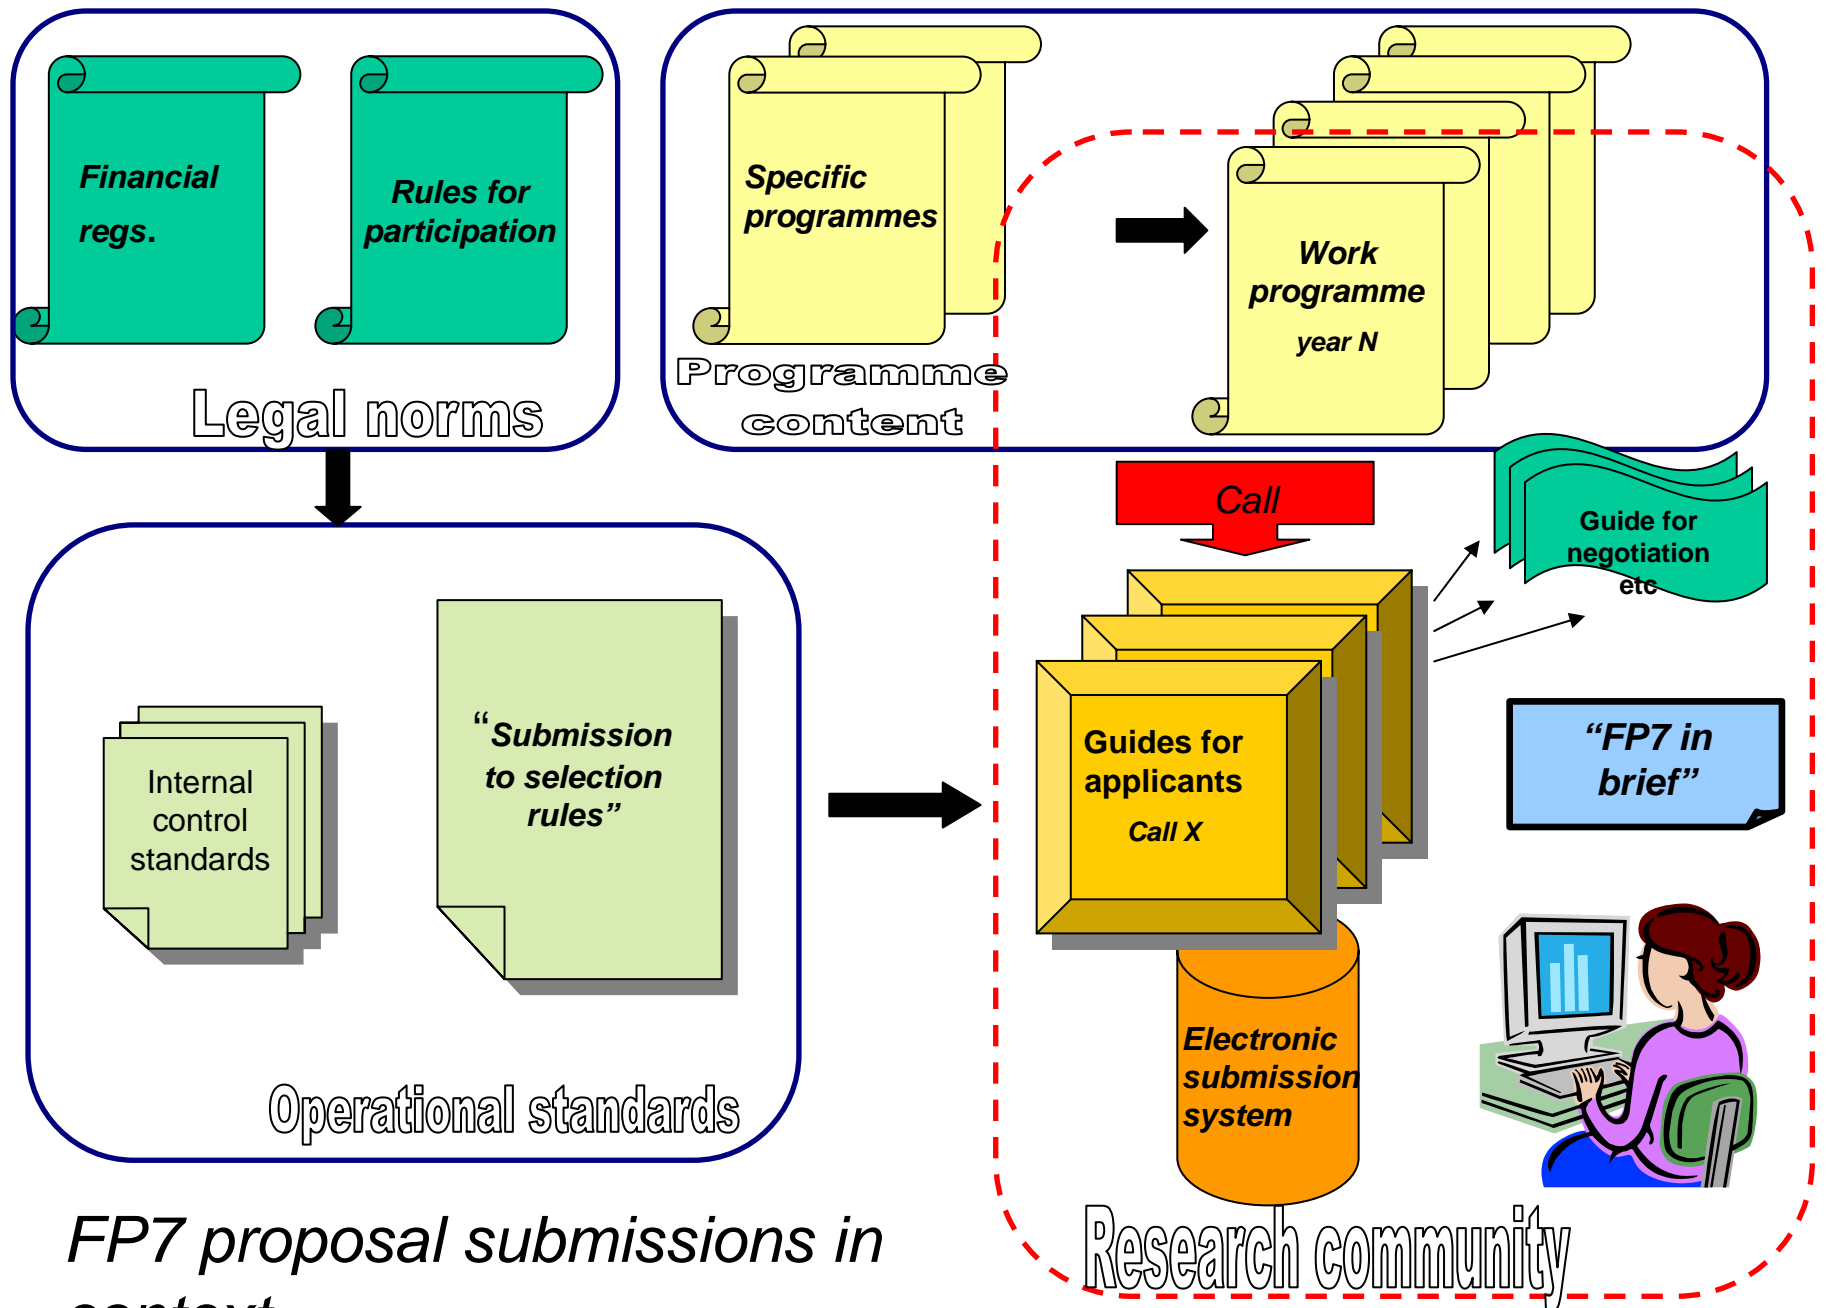 Financial
regs.
Rules for
participation
Legal norms
Specific
programmes
Programme
content
Work
programme
year N
Call
Guide for
negotiation
etc
Internal
control
standards
“Submission
to selection
rules”
Operational standards
Guides for
applicants
Call X
“FP7 in
brief”
Electronic
submission
system
Research community
FP7 proposal submissions in
context